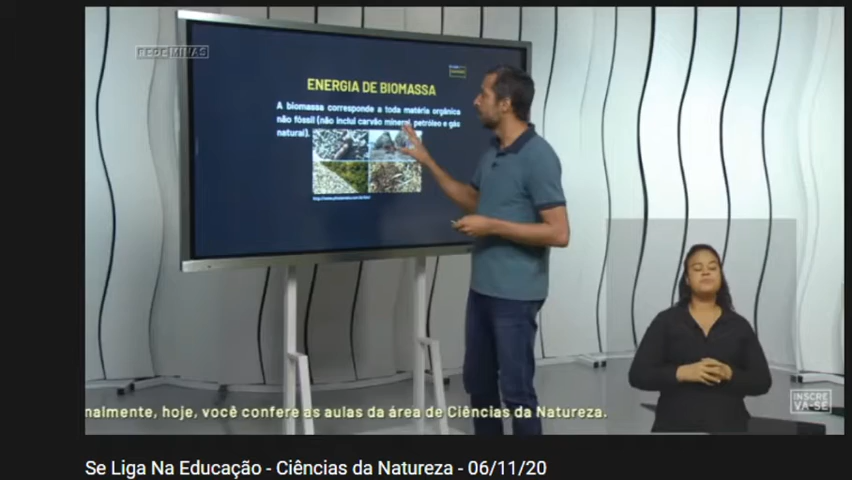 REDE MINAS
ENERGIA DE BIOMASSA
A biomassa corresponde a toda matéria orgânica
não fóssil (não inclui carvão mineral, petróleo e gás
natural).
INSCRE
VA-SE
nalmente, hoje, você confere as aulas da área de Ciências da Natureza.
Se Liga Na Educação - Ciências da Natureza - 06/11/20